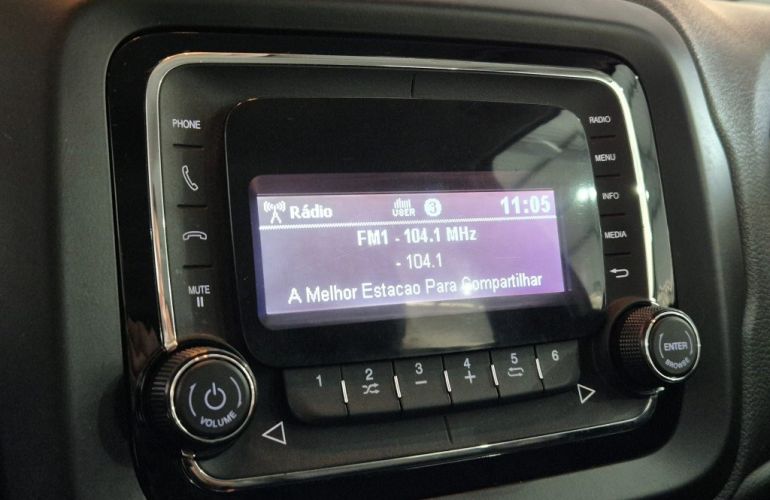 PHONE
MUTE
Rádio USER 3 11:05
FM1 - 104.1 MHz
- 104.1
A Melhor Estacao Para Compartilhar
RADIO
MENU
INFO
MEDIA
1 2 3 4 5 6
VOLUME
ENTER
BROWSE